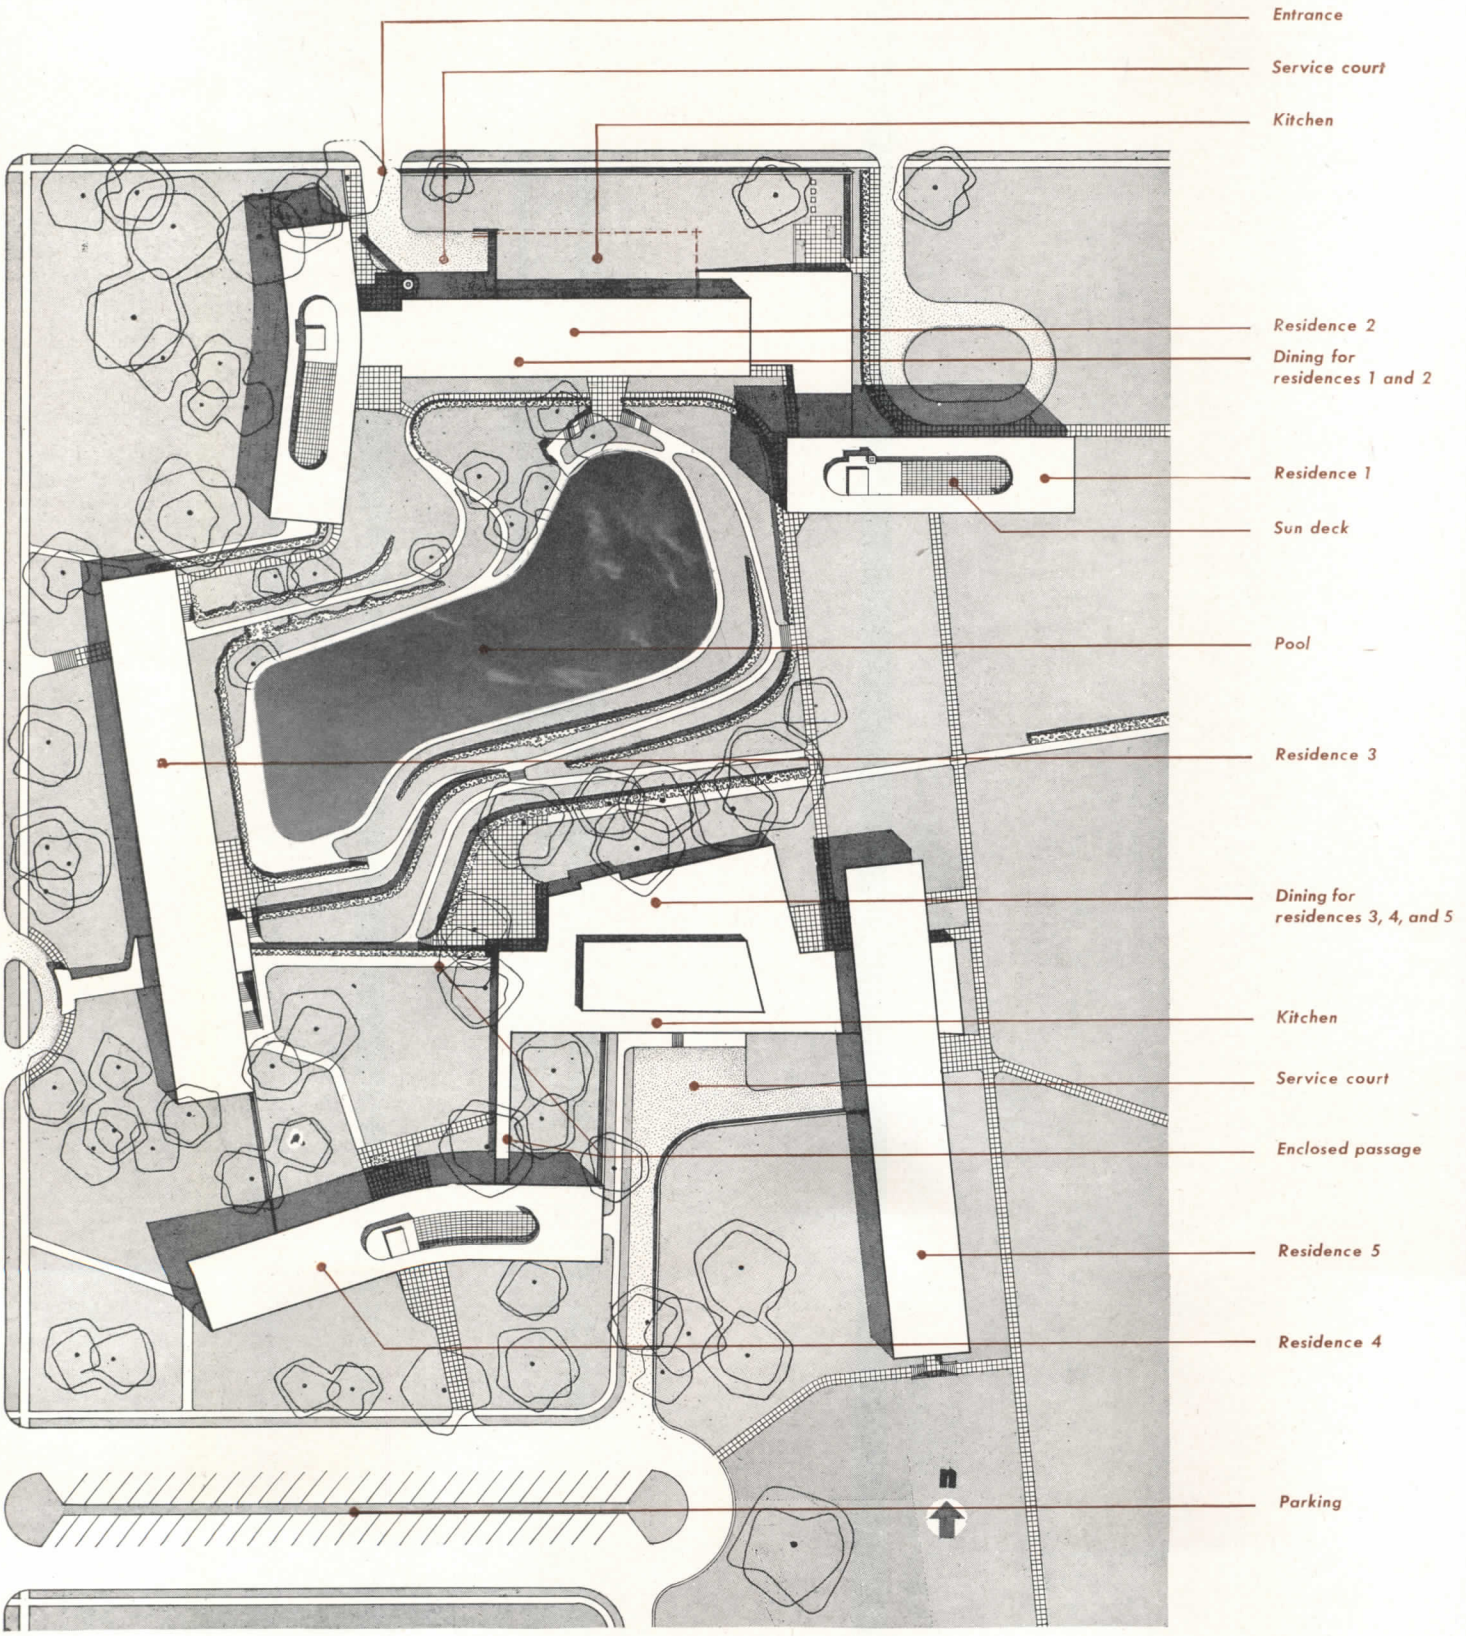 Entrance
Service court
Kitchen
Residence 2
Dining for
residences 1 and 2
Residence 1
Sun deck
Pool
Residence 3
Dining for
residences 3, 4, and 5
Kitchen
Service court
Enclosed passage
Residence 5
Residence 4
n
Parking